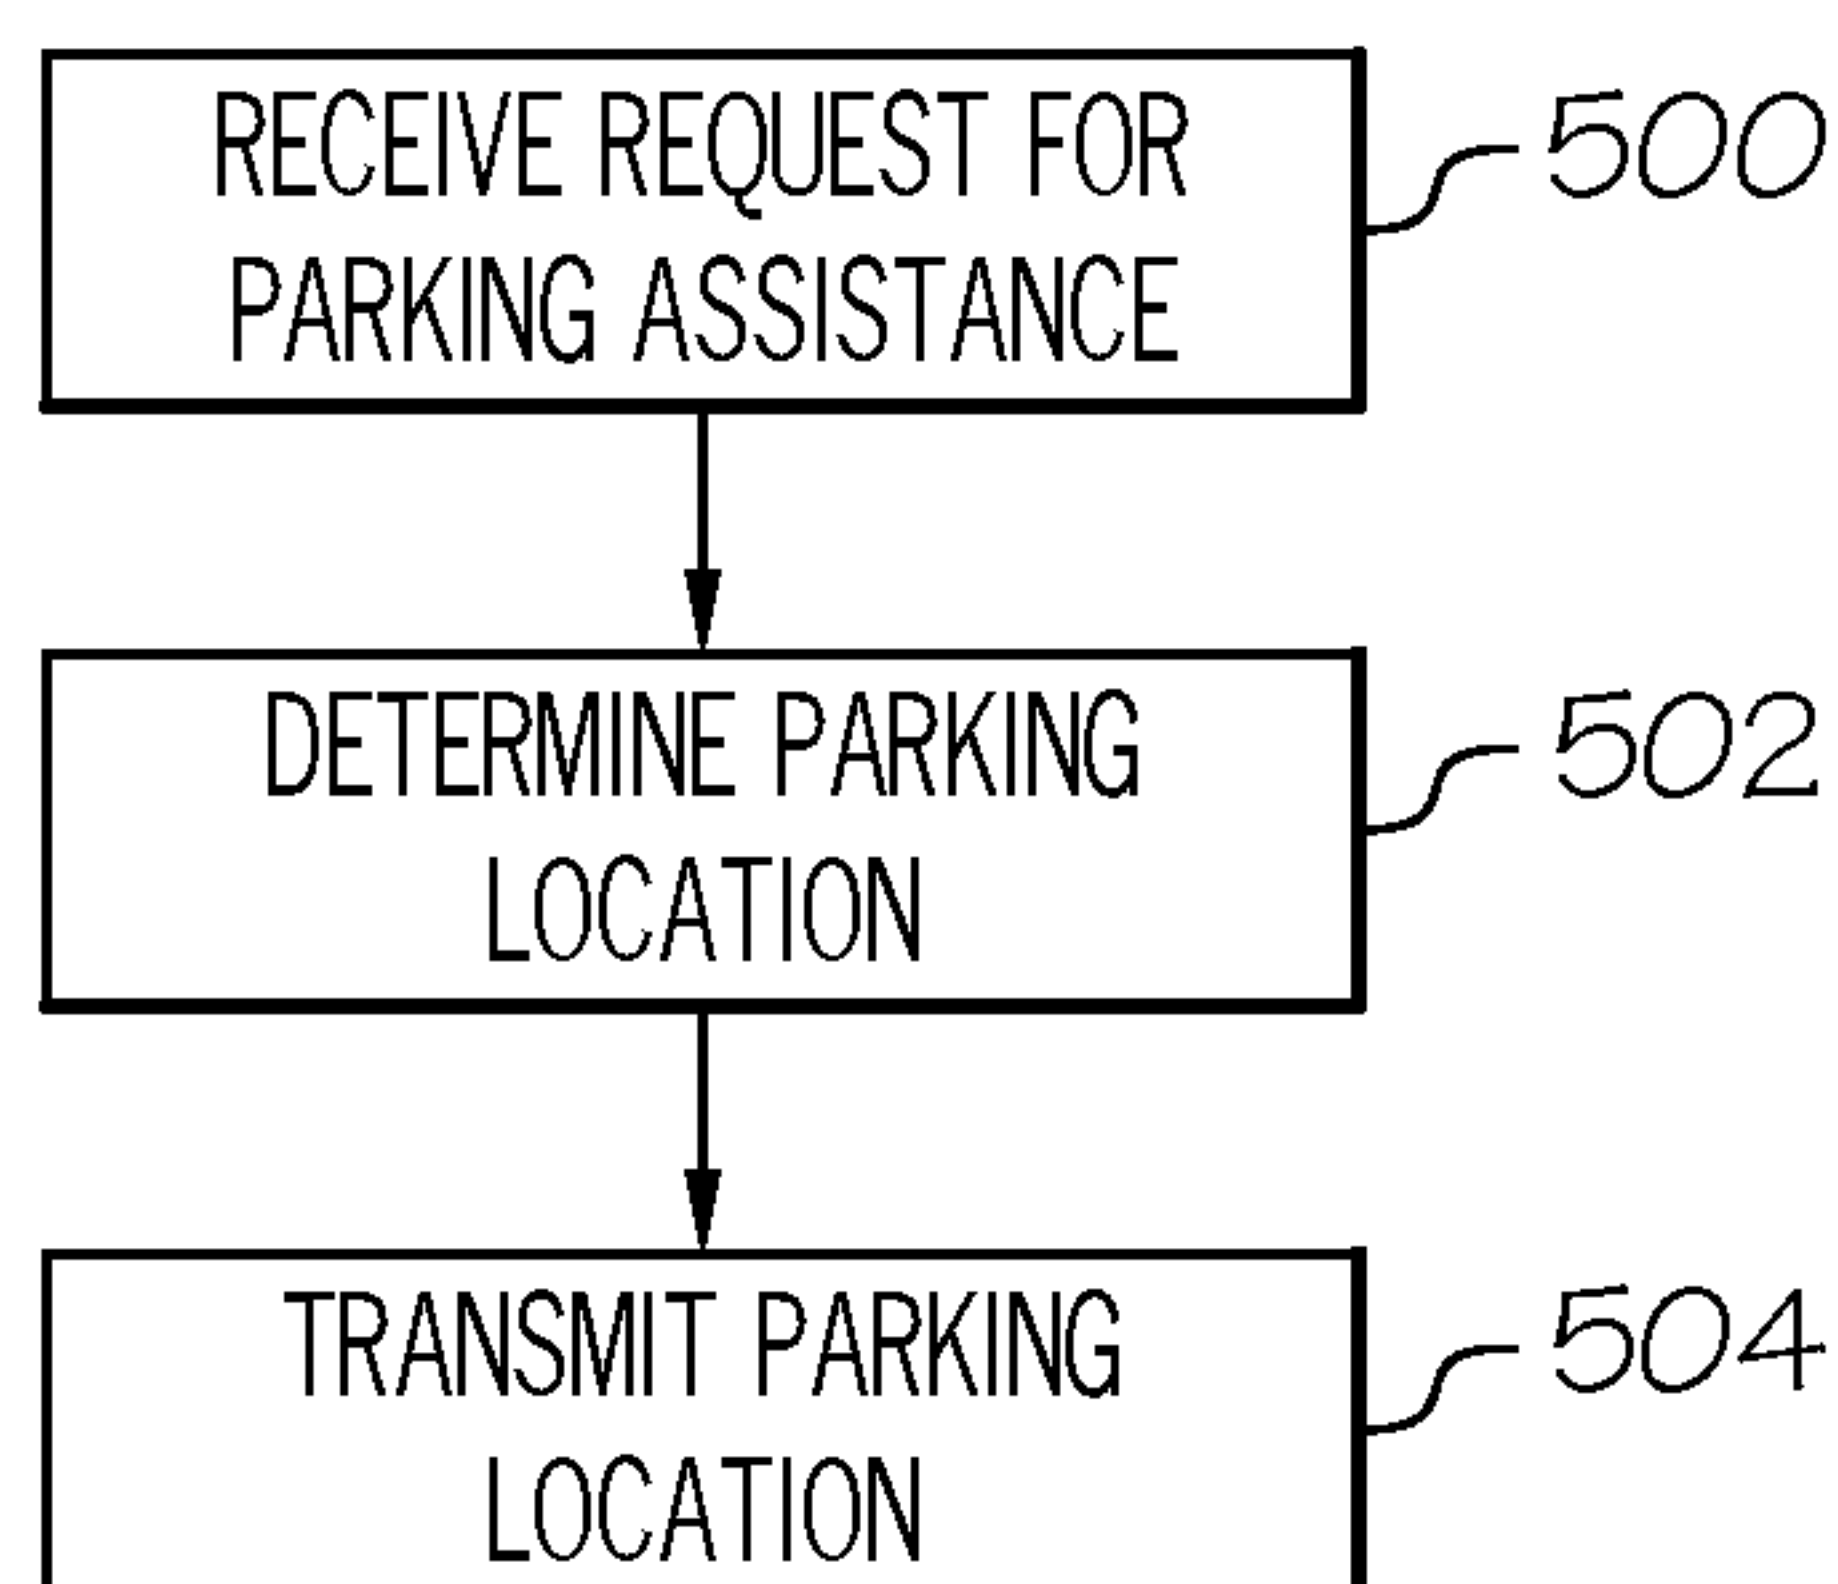 RECEIVE REQUEST FOR
PARKING ASSISTANCE
500
DETERMINE PARKING
LOCATION
502
TRANSMIT PARKING
LOCATION
504